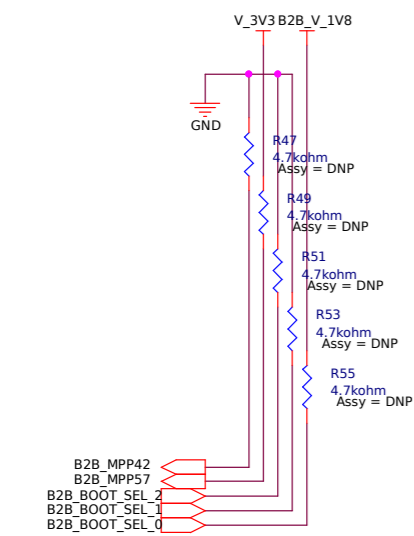 V_3V3 B2B_V_1V8
GND
R47
4.7kohm
Assy = DNP
R49
4.7kohm
Assy = DNP
R51
4.7kohm
Assy = DNP
R53
4.7kohm
Assy = DNP
R55
4.7kohm
Assy = DNP
B2B_MPP42
B2B_MPP57
B2B_BOOT_SEL_2
B2B_BOOT_SEL_1
B2B_BOOT_SEL_0